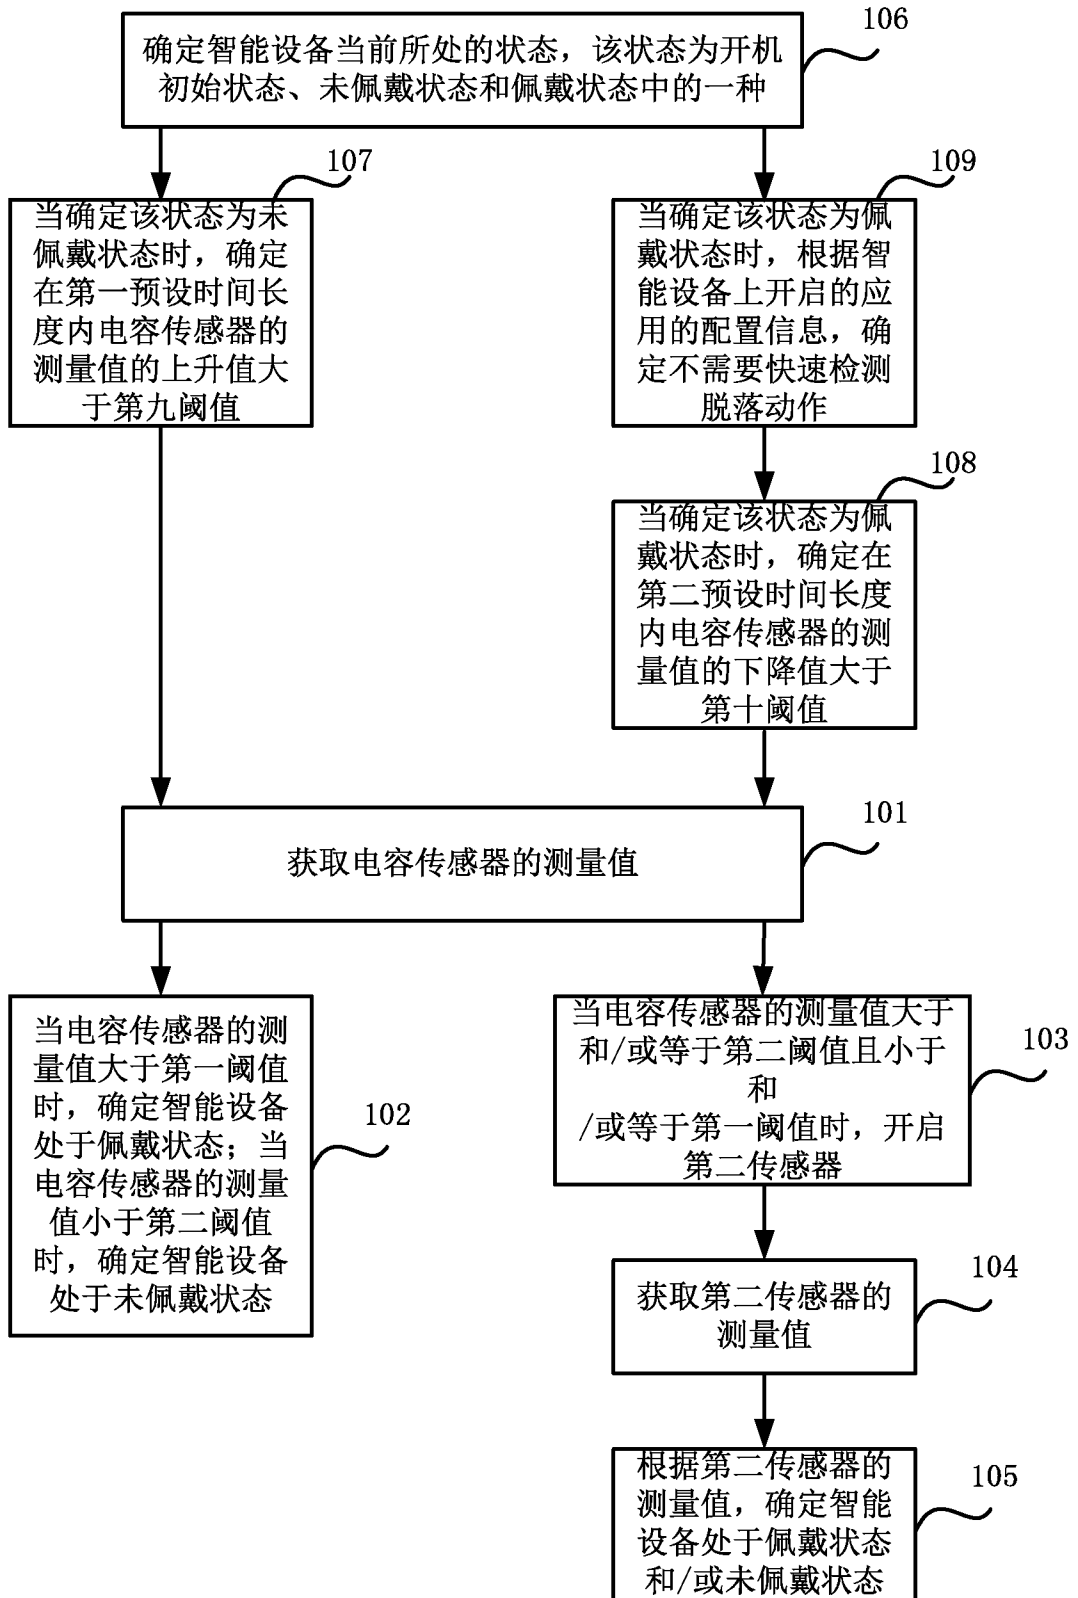 确定智能设备当前所处的状态，该状态为开机
初始状态、未佩戴状态和佩戴状态中的一种
106
107
当确定该状态为未
佩戴状态时，确定
在第一预设时间长
度内电容传感器的
测量值的上升值大
于第九阈值
109
当确定该状态为佩
戴状态时，根据智
能设备上开启的应
用的配置信息，确
定不需要快速检测
脱落动作
108
当确定该状态为佩
戴状态时，确定在
第二预设时间长度
内电容传感器的测
量值的下降值大于
第十阈值
101
获取电容传感器的测量值
当电容传感器的测
量值大于第一阈值
时，确定智能设备
处于佩戴状态；当
电容传感器的测量
值小于第二阈值
时，确定智能设备
处于未佩戴状态
102
当电容传感器的测量值大于
和/或等于第二阈值且小于
和
/或等于第一阈值时，开启
第二传感器
103
获取第二传感器的
测量值
104
根据第二传感器的
测量值，确定智能
设备处于佩戴状态
和/或未佩戴状态
105